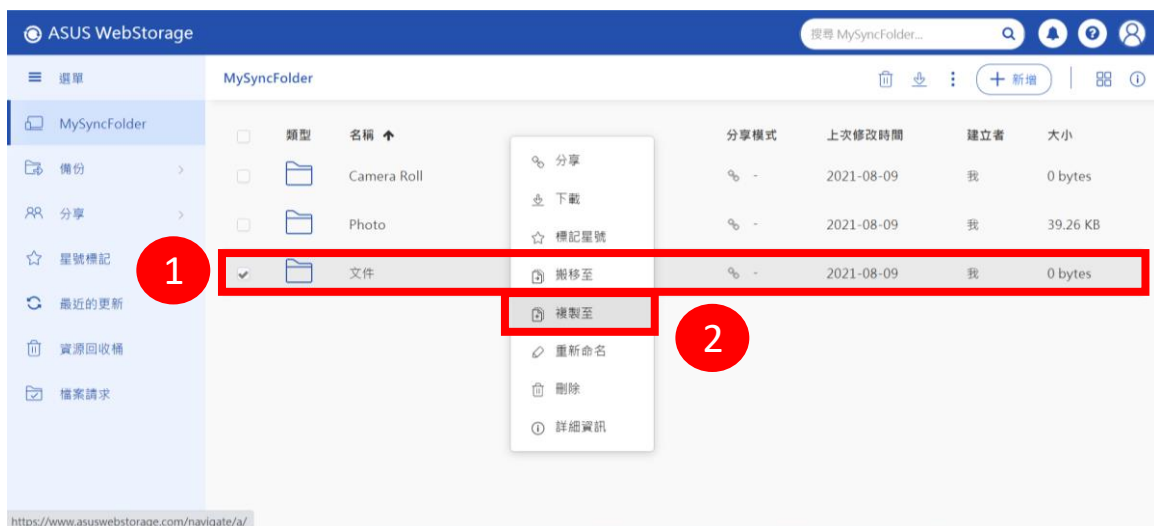 ASUS WebStorage
搜尋 MySyncFolder...
選單
MySyncFolder
新增
MySyncFolder
類型 名稱 分享模式 上次修改時間 建立者 大小
備份
分享
Camera Roll - 2021-08-09 我 0 bytes
下載
分享
Photo - 2021-08-09 我 39.26 KB
標記星號
星號標記
1
文件 搬移至 - 2021-08-09 我 0 bytes
最近的更新
複製至
2
資源回收桶
重新命名
檔案請求
刪除
詳細資訊
https://www.asuswebstorage.com/navigate/a/